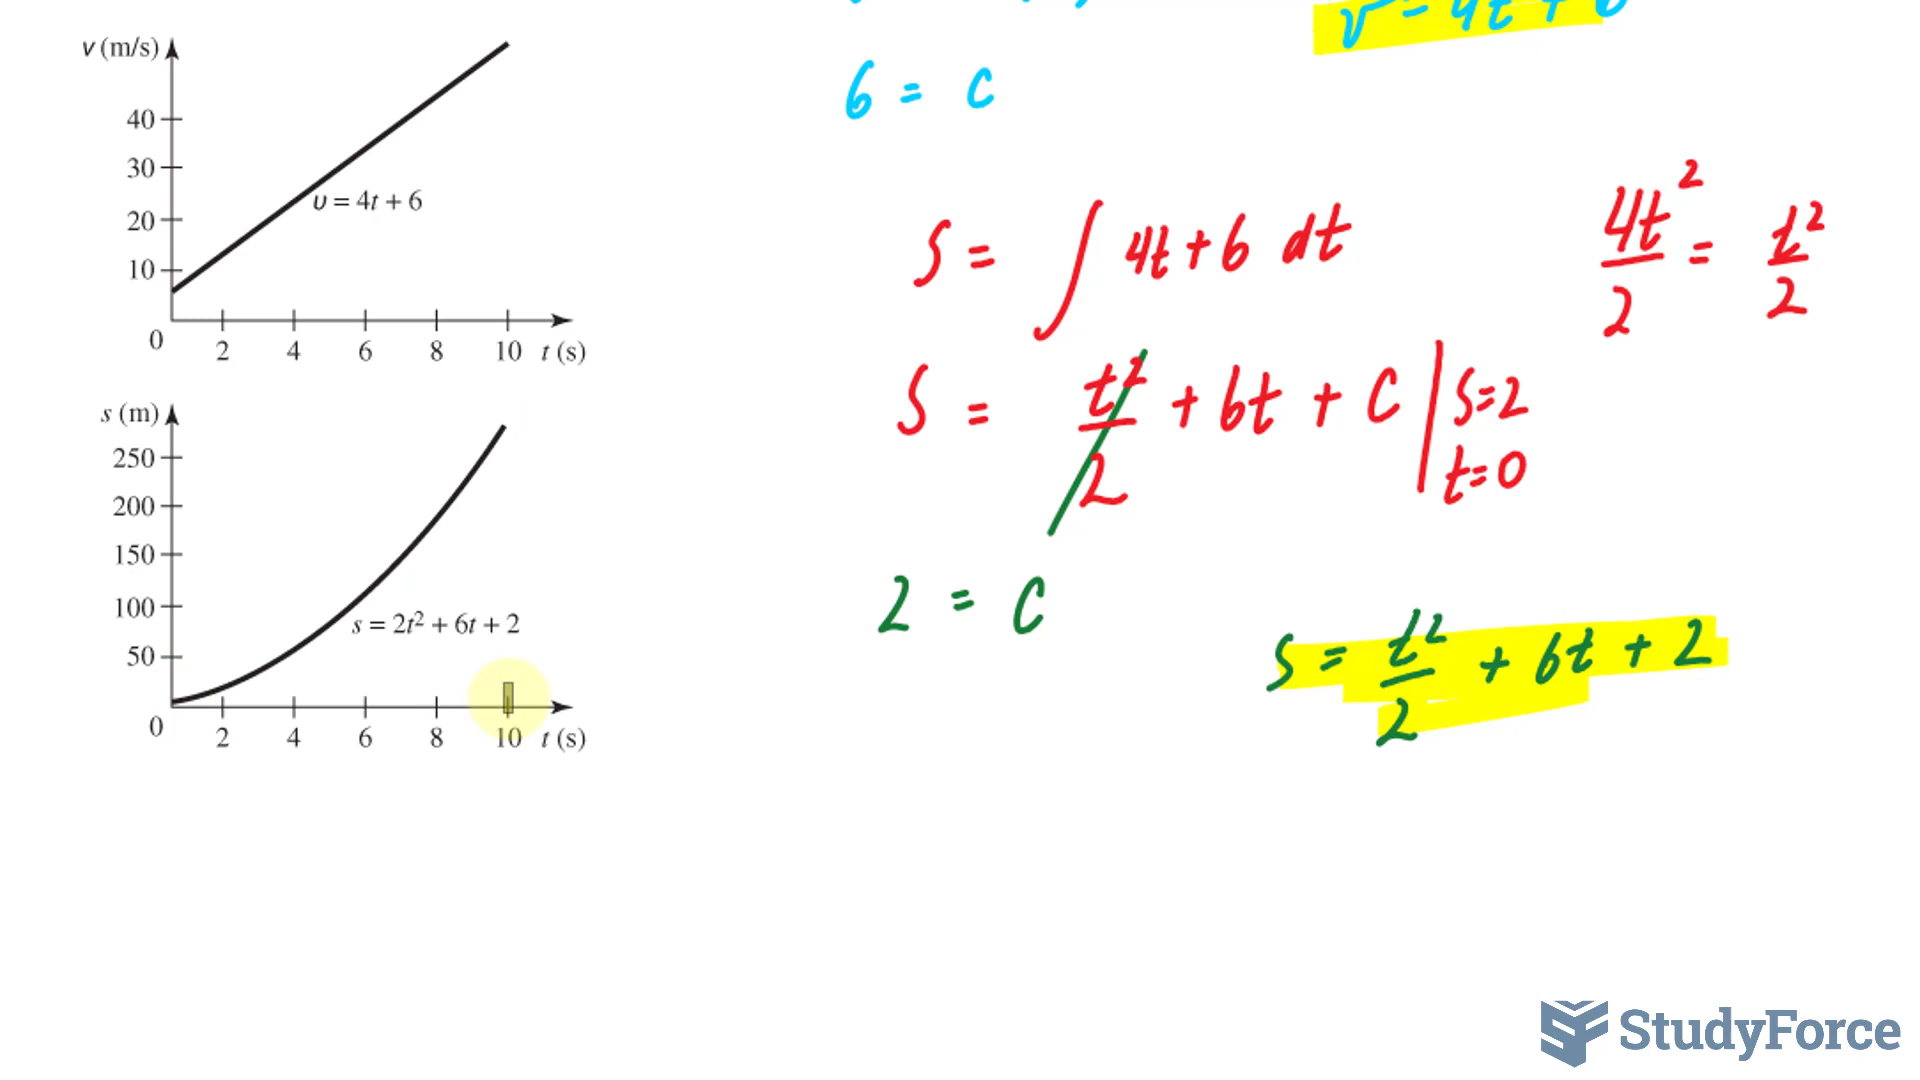 v = 4t + 6
6 = C
v (m/s)
40
30
20
10
0
2 4 6 8 10 t (s)
υ = 4t + 6
S = ∫ 4t + 6 dt
4t²/2 = t²/2
S = t²/2 + 6t + C | S=2
t=0
s (m)
250
200
150
100
50
0
2 4 6 8 10 t (s)
s = 2t² + 6t + 2
2 = C
S = t²/2 + 6t + 2
StudyForce